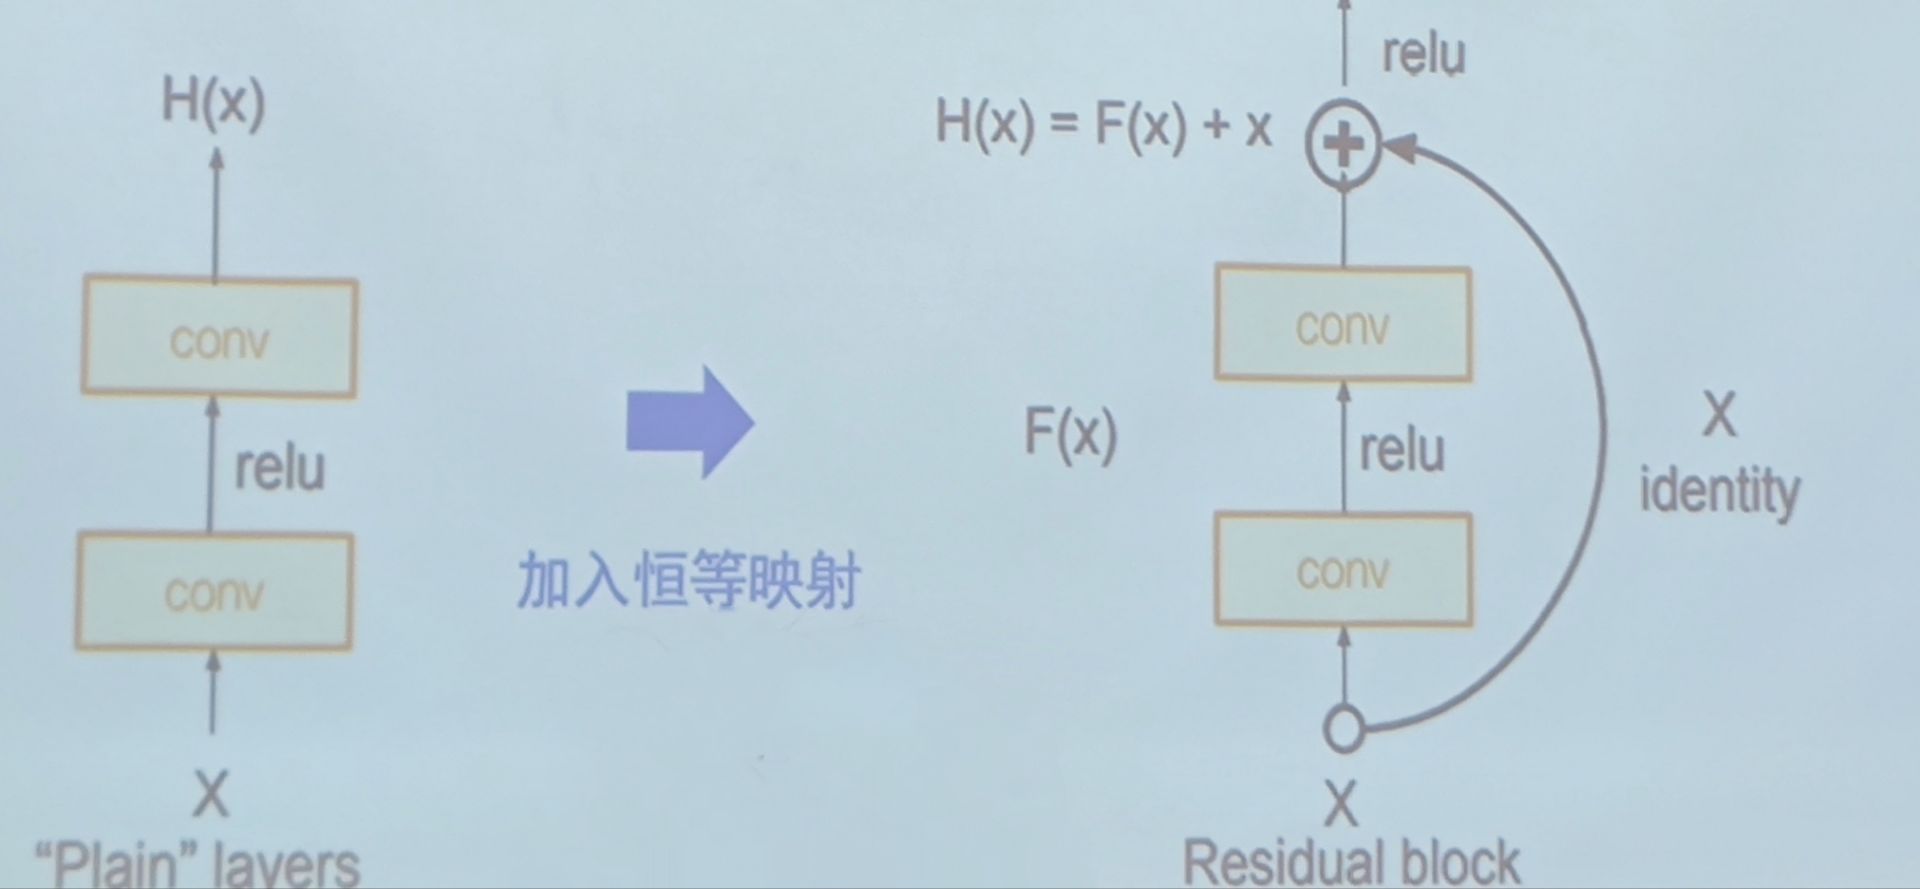 H(x)
conv
relu
conv
X
“Plain” layers
加入恒等映射
relu
H(x) = F(x) + x
conv
F(x)
relu
X
identity
conv
X
Residual block